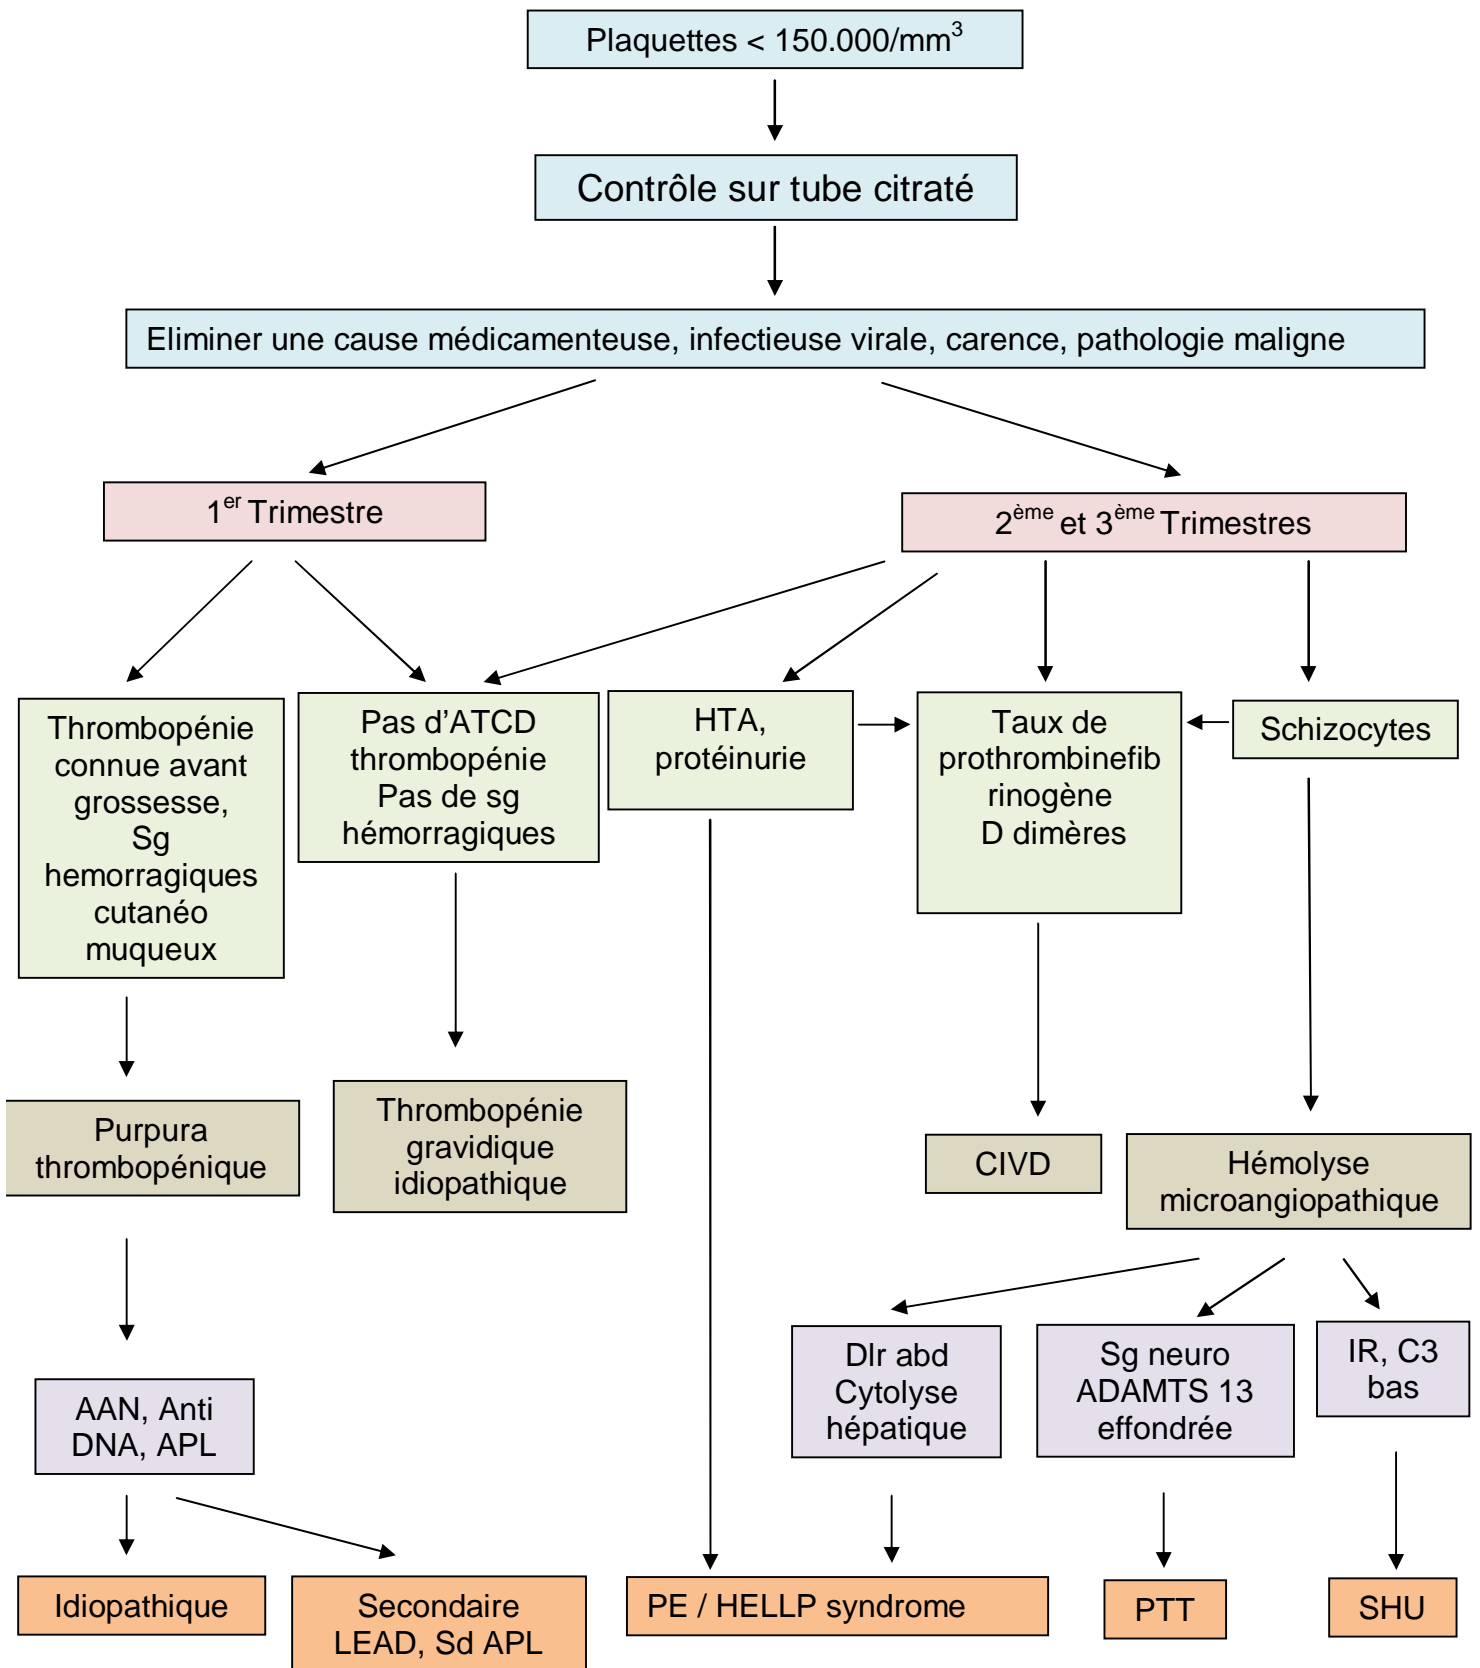 Plaquettes < 150.000/mm³
Contrôle sur tube citraté
Eliminer une cause médicamenteuse, infectieuse virale, carence, pathologie maligne
1er Trimestre
2ème et 3ème Trimestres
Thrombopénie
connue avant
grossesse,
Sg
hemorragiques
cutanéo
muqueux
Pas d’ATCD
thrombopénie
Pas de sg
hémorragiques
HTA,
protéinurie
Taux de
prothrombinefib
rinogène
D dimères
Schizocytes
Purpura
thrombopénique
Thrombopénie
gravidique
idiopathique
CIVD
Hémolyse
microangiopathique
AAN, Anti
DNA, APL
Dlr abd
Cytolyse
hépatique
Sg neuro
ADAMTS 13
effondrée
IR, C3
bas
Idiopathique
Secondaire
LEAD, Sd APL
PE / HELLP syndrome
PTT
SHU